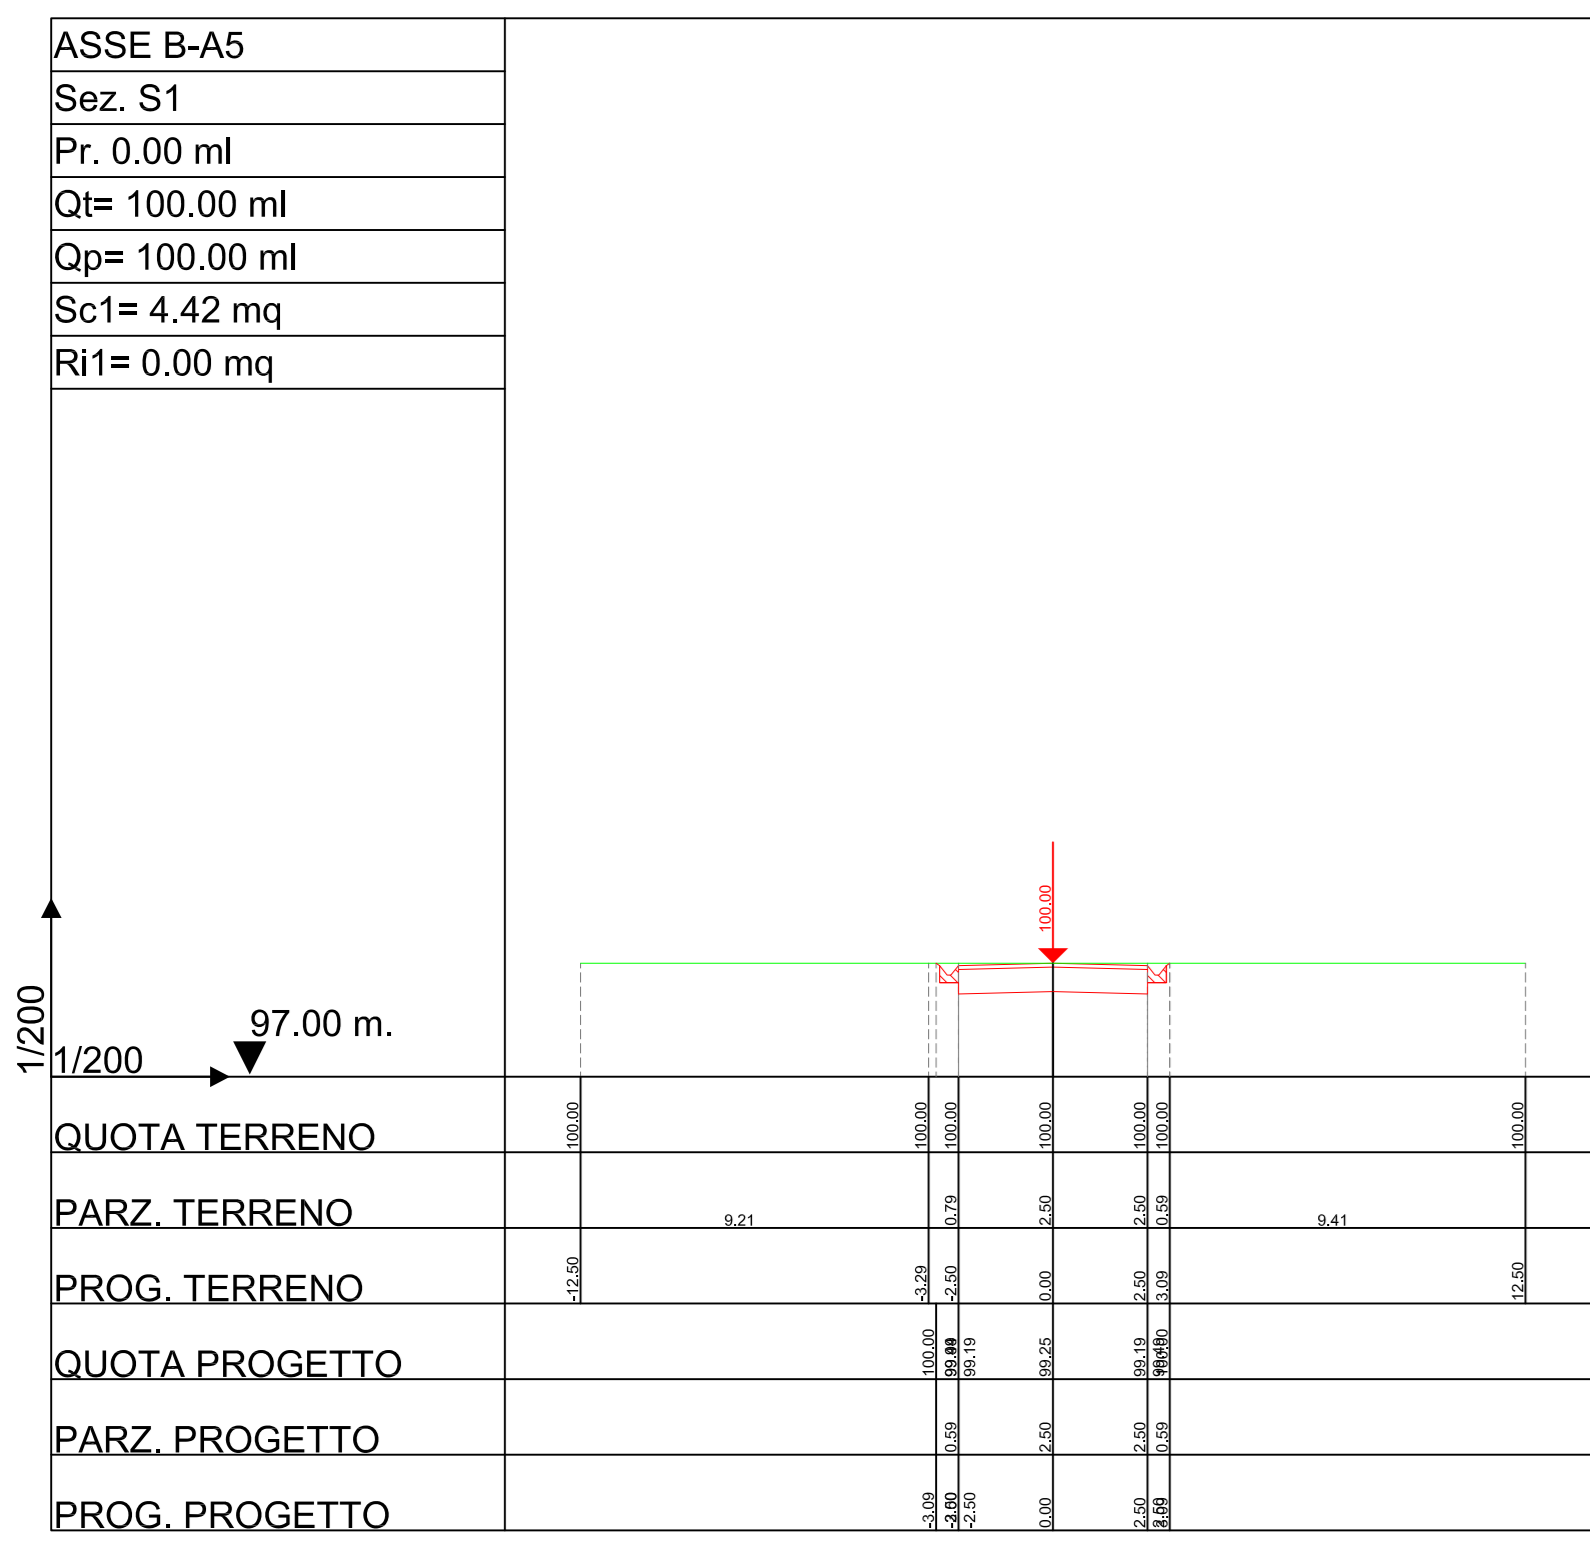 ASSE B-A5
Sez. S1
Pr. 0.00 ml
Qt= 100.00 ml
Qp= 100.00 ml
Sc1= 4.42 mq
Ri1= 0.00 mq
100.00
1/200
97.00 m.
1/200
QUOTA TERRENO 100.00 100.00 100.00 100.00 100.00 100.00 100.00
PARZ. TERRENO 9.21 0.79 2.50 2.50 0.59 9.41
PROG. TERRENO -12.50 -3.29 -2.50 0.00 2.50 3.09 12.50
QUOTA PROGETTO 100.00 99.19 99.25 99.19
PARZ. PROGETTO 0.59 2.50 2.50 0.59
PROG. PROGETTO -3.09 -2.50 0.00 2.50